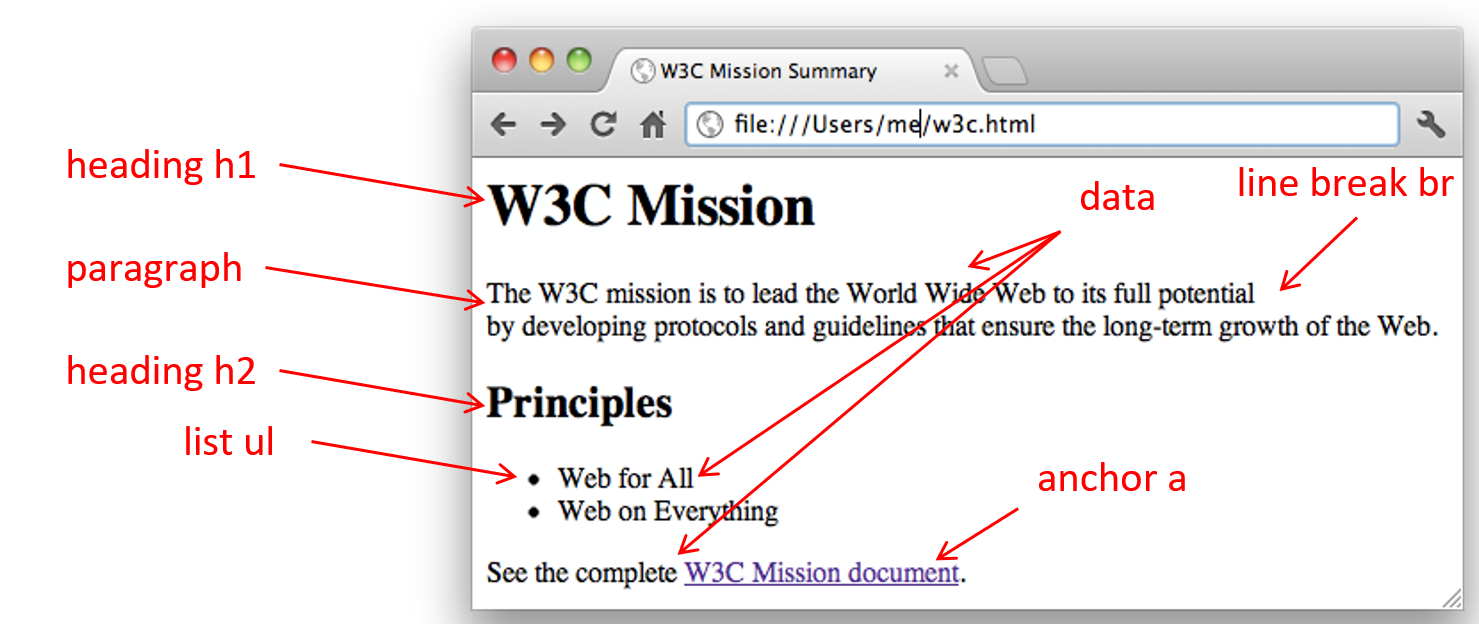 W3C Mission Summary
file:///Users/me/w3c.html
heading h1
W3C Mission
data
line break br
paragraph
The W3C mission is to lead the World Wide Web to its full potential
by developing protocols and guidelines that ensure the long-term growth of the Web.
heading h2
Principles
list ul
• Web for All
• Web on Everything
anchor a
See the complete W3C Mission document.